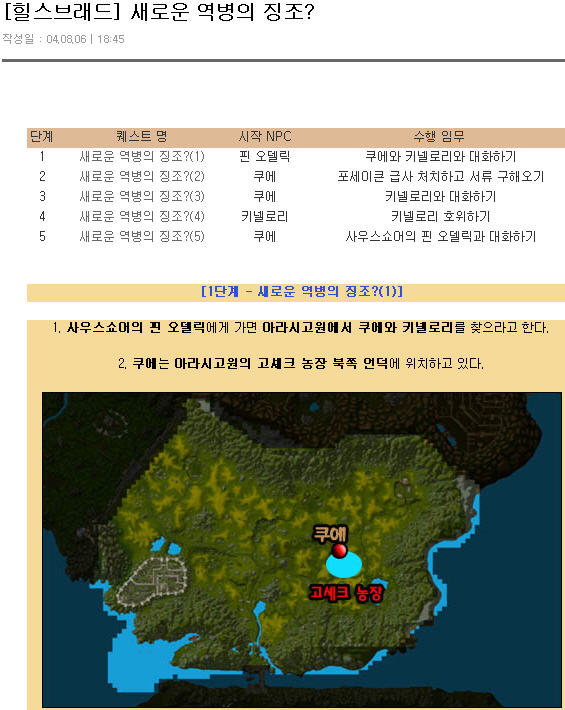 [힐스브래드] 새로운 역병의 징조?
작성일 : 04.08.06 | 18:45
단계 퀘스트 명 시작 NPC 수행 임무
1 새로운 역병의 징조?(1) 핀 오델릭 쿠에와 키넬로리와 대화하기
2 새로운 역병의 징조?(2) 쿠에 포세이큰 급사 처치하고 서류 구해오기
3 새로운 역병의 징조?(3) 쿠에 키넬로리와 대화하기
4 새로운 역병의 징조?(4) 키넬로리 키넬로리 호위하기
5 새로운 역병의 징조?(5) 쿠에 사우스쇼어의 핀 오델릭과 대화하기
[1단계 - 새로운 역병의 징조?(1)]
1. 사우스쇼어의 핀 오델릭에게 가면 아라시고원에서 쿠에와 키넬로리를 찾으라고 한다.
2. 쿠에는 아라시고원의 고셰크 농장 북쪽 언덕에 위치하고 있다.
쿠에
고셰크 농장